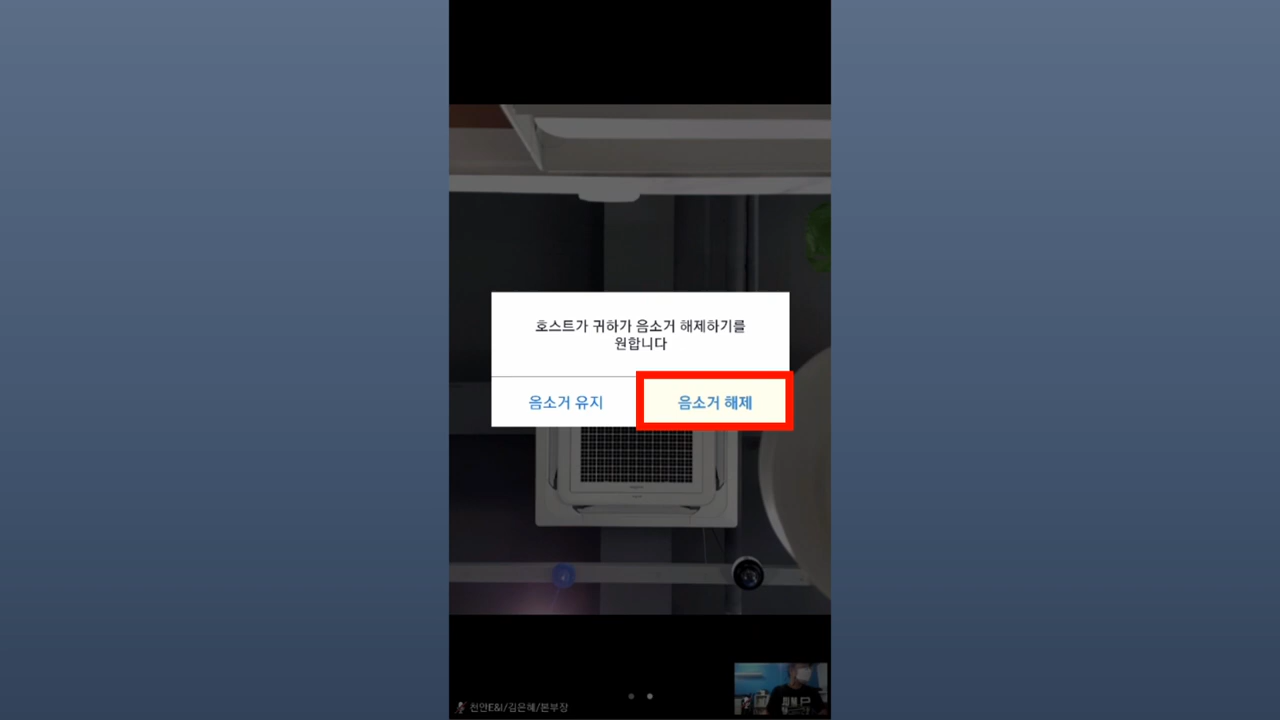 호스트가 귀하가 음소거 해제하기를
원합니다
음소거 유지
음소거 해제
천안E&I/김은혜/본부장